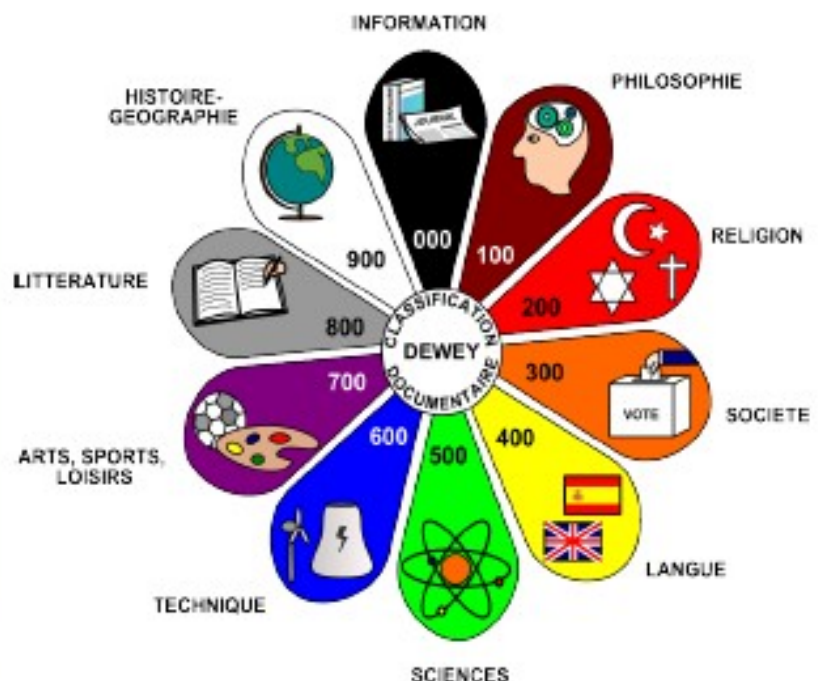 INFORMATION
PHILOSOPHIE
RELIGION
SOCIETE
LANGUE
SCIENCES
TECHNIQUE
ARTS, SPORTS,
LOISIRS
LITTERATURE
HISTOIRE-
GEOGRAPHIE
JOURNAL
000
100
200
300
VOTE
400
500
600
700
800
900
CLASSIFICATION
DEWEY
DOCUMENTAIRE